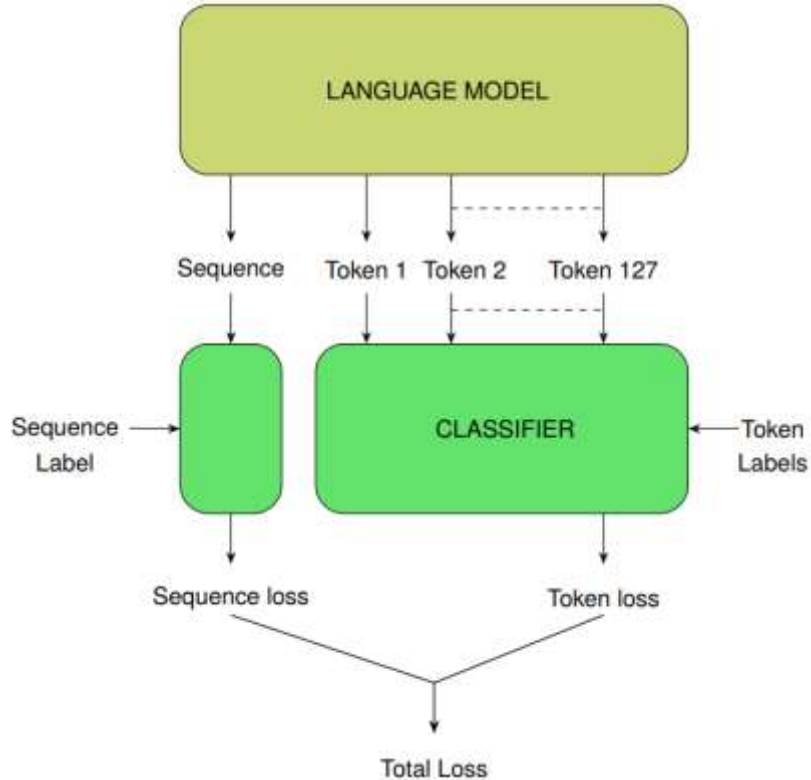 LANGUAGE MODEL
Sequence Token 1 Token 2 Token 127
Sequence
Label
CLASSIFIER
Token
Labels
Sequence loss Token loss
Total Loss